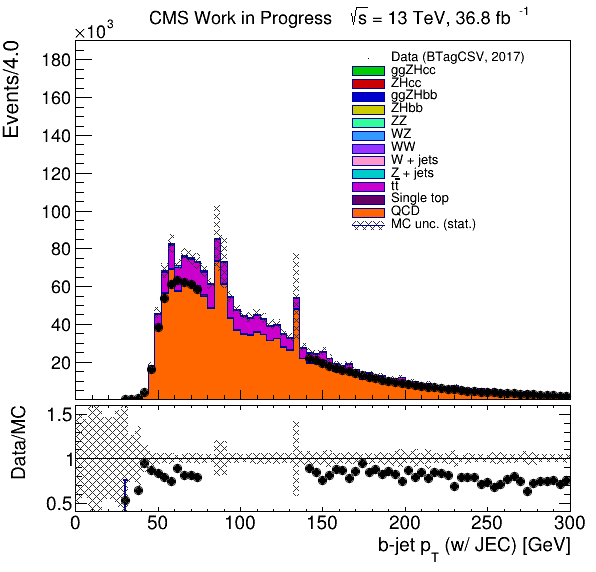 CMS Work in Progress √s = 13 TeV, 36.8 fb⁻¹
×10³
Events/4.0
180
160
140
120
100
80
60
40
20
Data (BTagCSV, 2017)
ggZHcc
ZHcc
ggZHbb
ZHbb
ZZ
WZ
WW
W + jets
Z + jets
tt̄
Single top
QCD
MC unc. (stat.)
Data/MC
1.5
1
0.5
0 50 100 150 200 250 300
b-jet p_T (w/ JEC) [GeV]